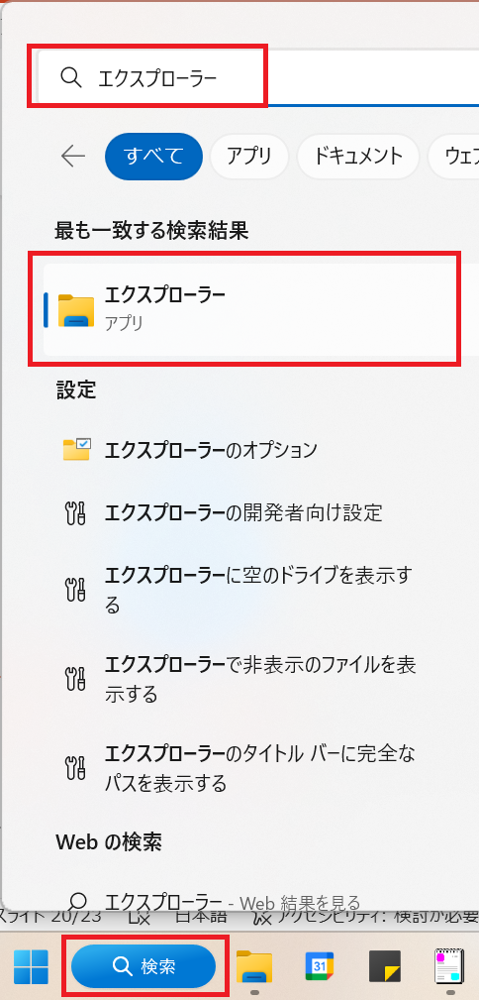 エクスプローラー
すべて
アプリ
ドキュメント
ウェブ
最も一致する検索結果
エクスプローラー
アプリ
設定
エクスプローラーのオプション
エクスプローラーの開発者向け設定
エクスプローラーに空のドライブを表示す
る
エクスプローラーで非表示のファイルを表
示する
エクスプローラーのタイトル バーに完全な
パスを表示する
Web の検索
エクスプローラー - Web 結果を見る
スライド 20/23 日本語 アクセシビリティ: 検討が必要
検索
31